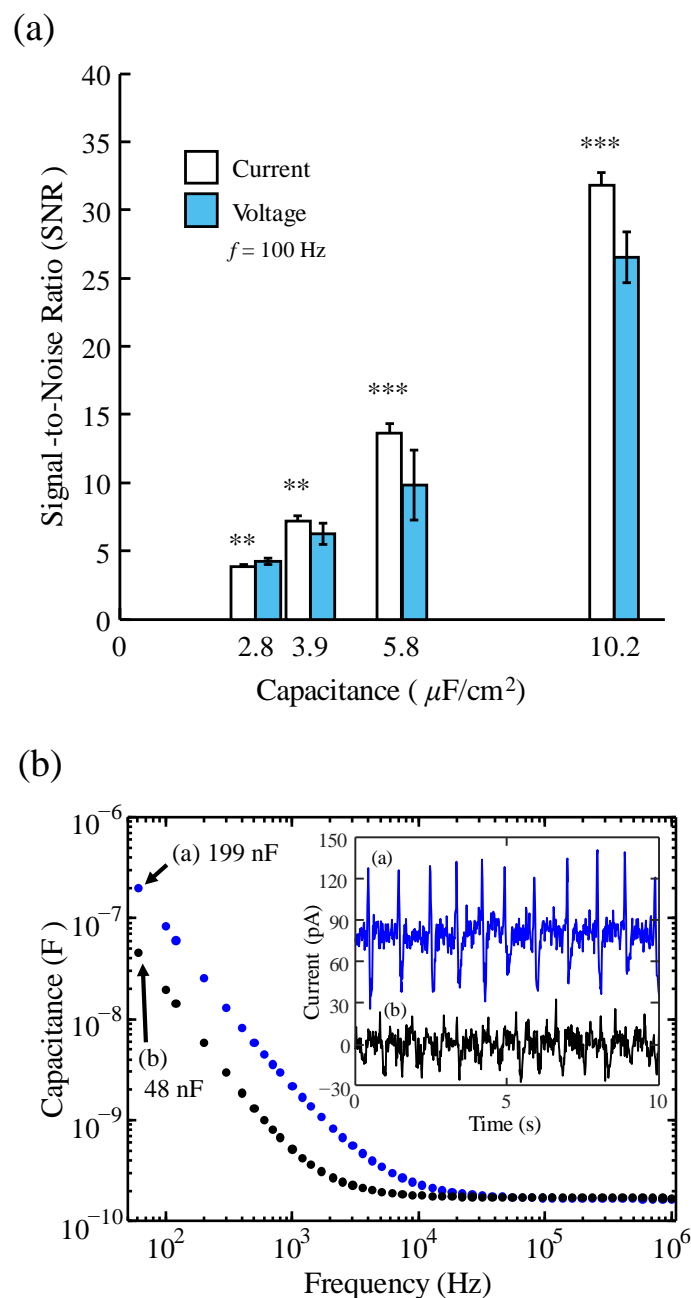 (a)
Signal-to-Noise Ratio (SNR)
40
35
30
25
20
15
10
5
0
Current
Voltage
f = 100 Hz
**
**
***
***
0
2.8
3.9
5.8
10.2
Capacitance ( μF/cm²)
(b)
Capacitance (F)
10⁻⁶
10⁻⁷
10⁻⁸
10⁻⁹
10⁻¹⁰
(a) 199 nF
(b)
48 nF
Current (pA)
150
120
90
60
30
0
−30
(a)
(b)
0
5
10
Time (s)
10²
10³
10⁴
10⁵
10⁶
Frequency (Hz)